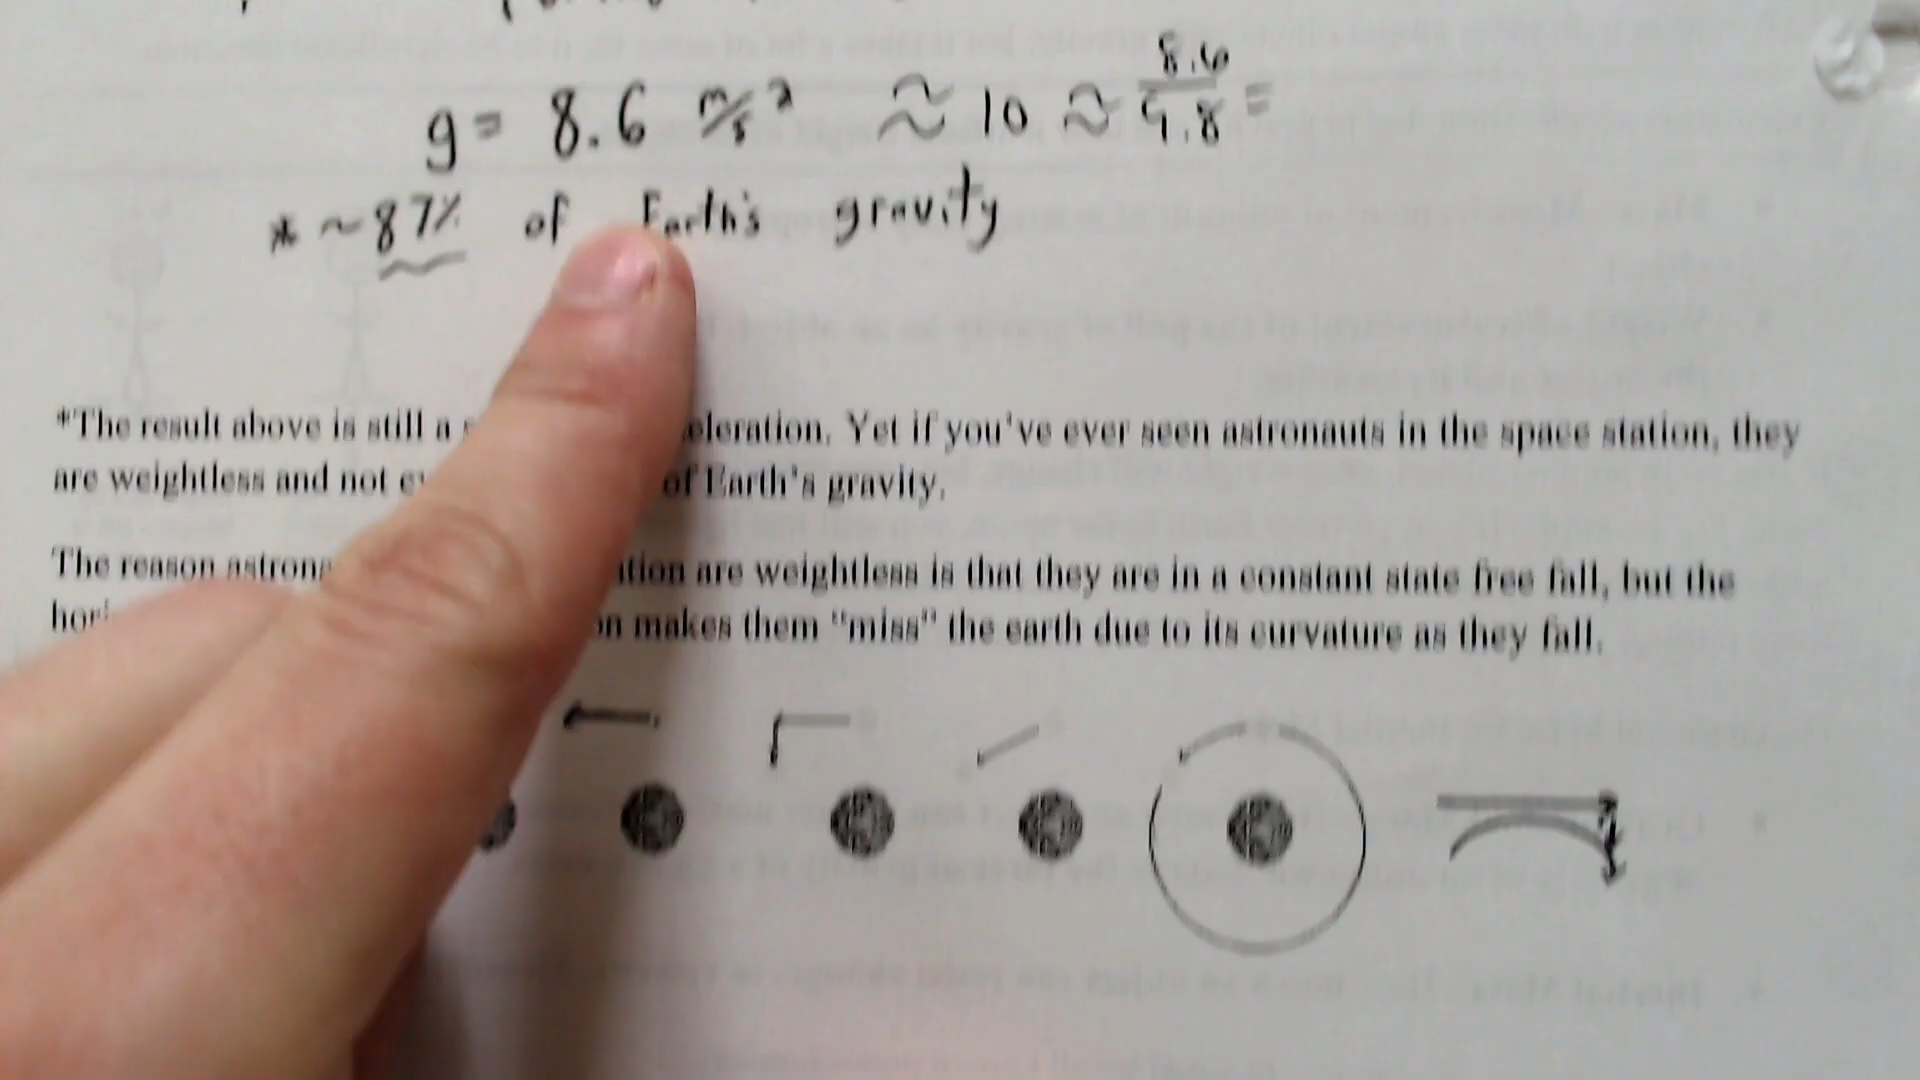 g = 8.6 m/s² ≈ 10 ≈ 8.6/9.8 =
* ~87% of Earth's gravity
*The result above is still a eleration. Yet if you've ever seen astronauts in the space station, they
are weightless and not of Earth's gravity.
The reason are weightless is that they are in a constant state free fall, but the
makes them "miss" the earth due to its curvature as they fall.